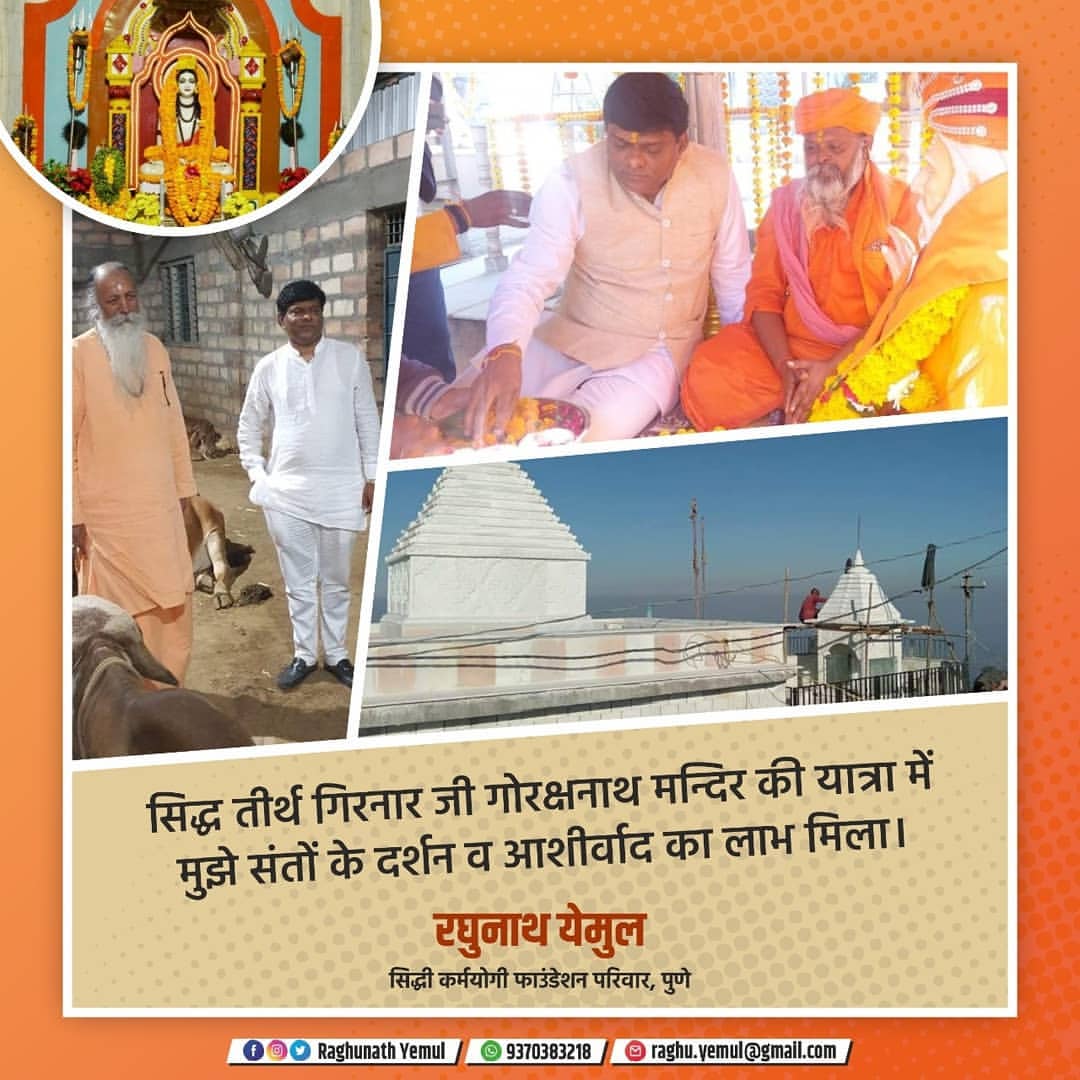 सिद्ध तीर्थ गिरनार जी गोरक्षनाथ मन्दिर की यात्रा में
मुझे संतों के दर्शन व आशीर्वाद का लाभ मिला।
रघुनाथ येमुल
सिद्धी कर्मयोगी फाउंडेशन परिवार, पुणे
Raghunath Yemul 9370383218 raghu.yemul@gmail.com